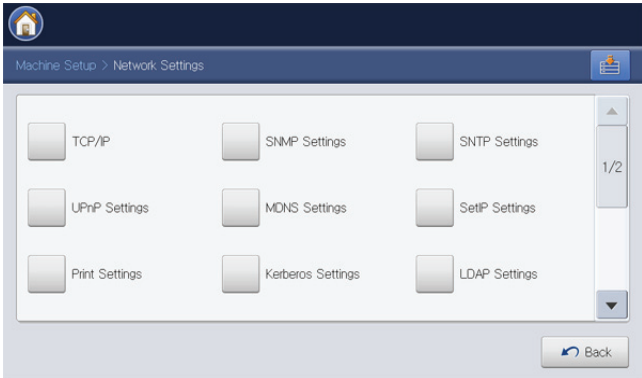 Machine Setup > Network Settings
TCP/IP SNMP Settings SNTP Settings
1/2
UPnP Settings MDNS Settings SetIP Settings
Print Settings Kerberos Settings LDAP Settings
Back